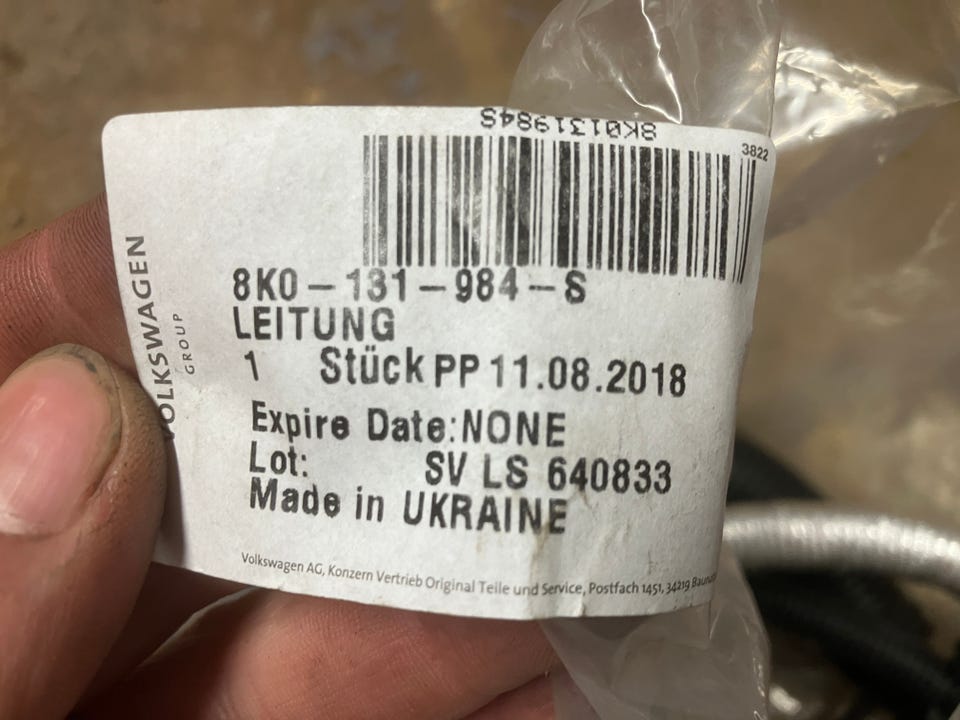 8K0131984S
3822
8K0-131-984-S
LEITUNG
1 Stück PP 11.08.2018
Expire Date:NONE
Lot: SV LS 640833
Made in UKRAINE
VOLKSWAGEN
GROUP
Volkswagen AG, Konzern Vertrieb Original Teile und Service, Postfach 1451, 34219